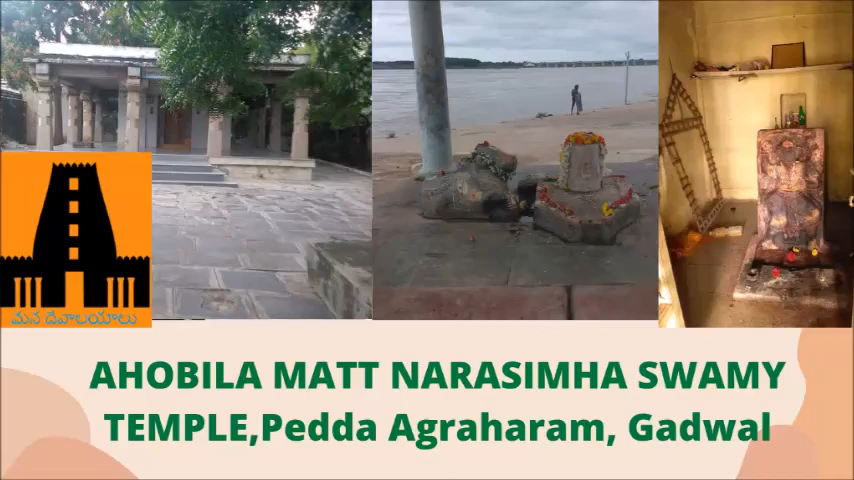 మన దేవాలయాలు
AHOBILA MATT NARASIMHA SWAMY
TEMPLE,Pedda Agraharam, Gadwal